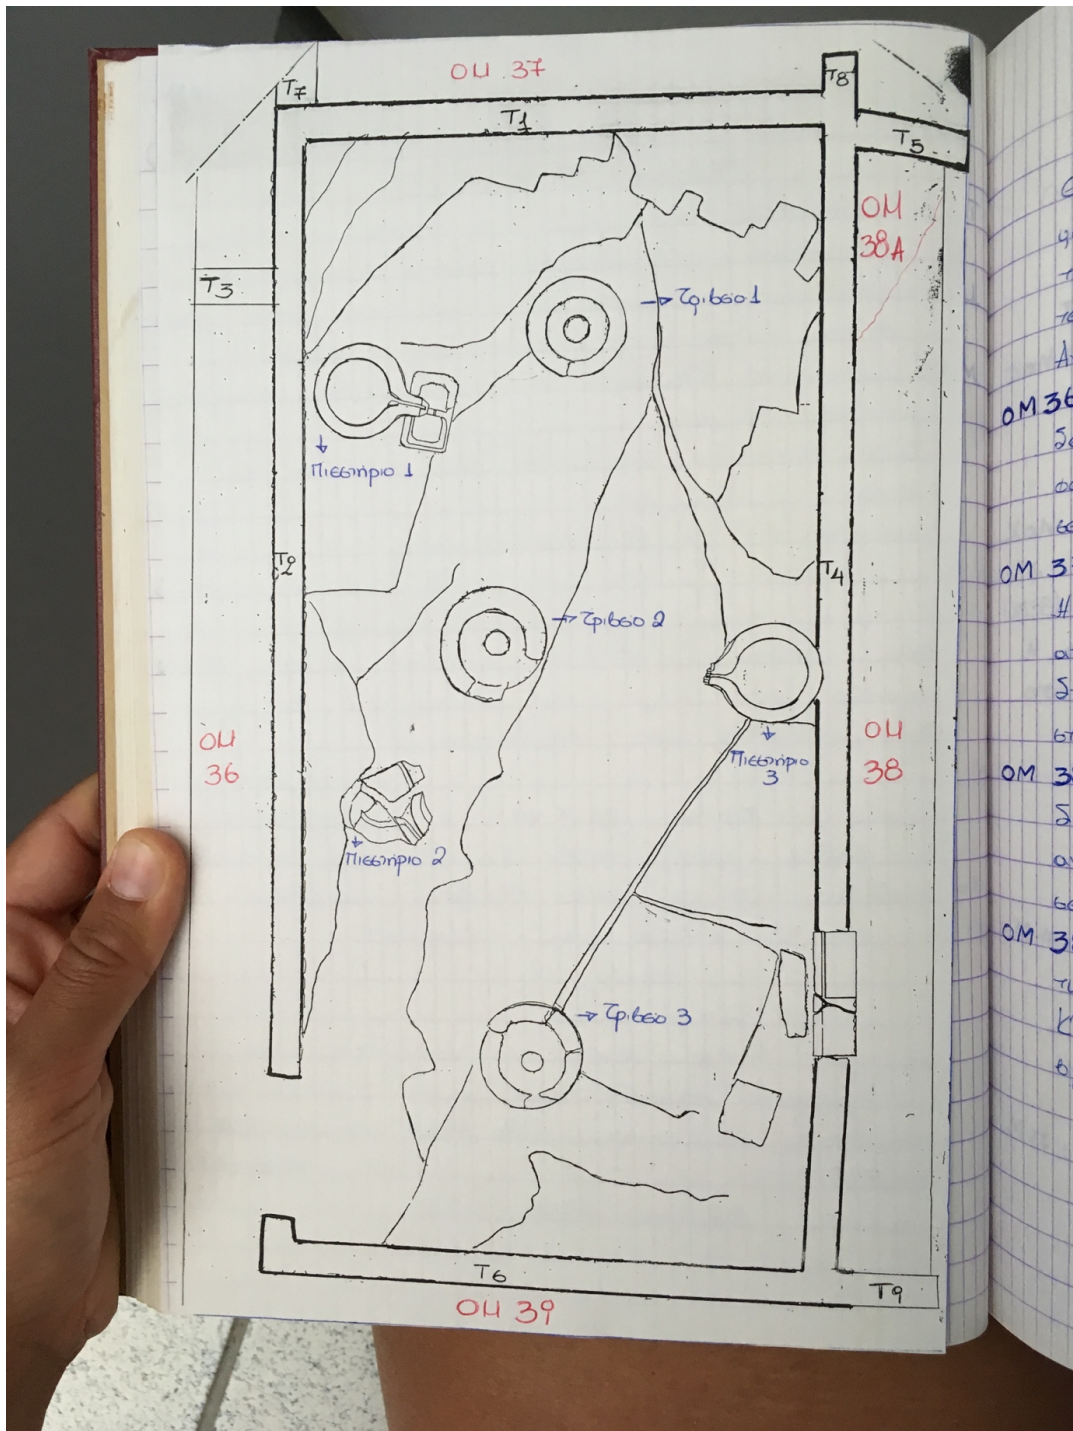 ΟΜ 37
T7
T8
T1
T5
ΟΜ
38A
T3
→ Τριβείο 1
Πιεστήριο 1
T2
T4
→ Τριβείο 2
ΟΜ
36
ΟΜ
38
Πιεστήριο
3
Πιεστήριο 2
→ Τριβείο 3
T6
T9
ΟΜ 39
ΟΜ 36
ΟΜ 3
ΟΜ 3
ΟΜ 3